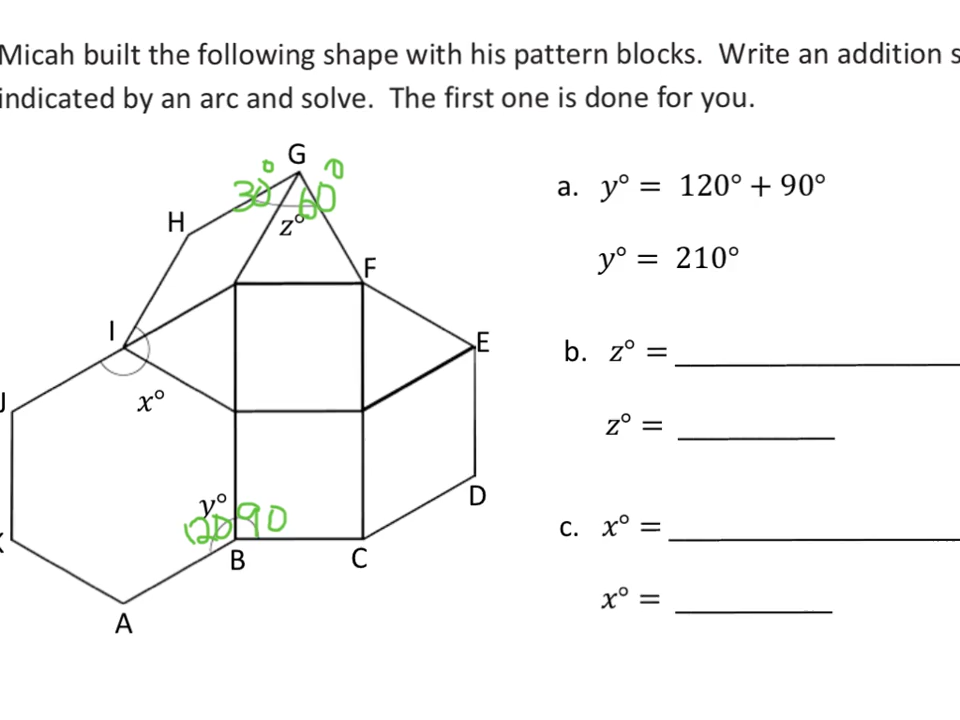 Micah built the following shape with his pattern blocks. Write an addition s
indicated by an arc and solve. The first one is done for you.
G
30° 60°
z°
H
F
I
E
J
x°
K
y°
120 90
D
B
C
A
a. y° = 120° + 90°
y° = 210°
b. z° =
z° =
c. x° =
x° =